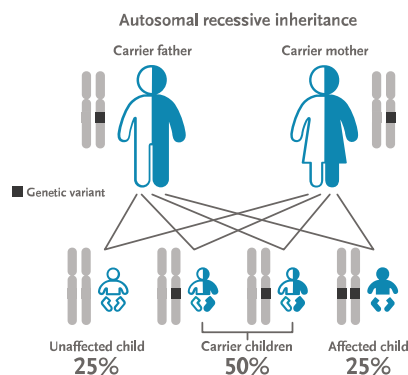 Autosomal recessive inheritance
Carrier father
Carrier mother
Genetic variant
Unaffected child
Carrier children
Affected child
25%
50%
25%